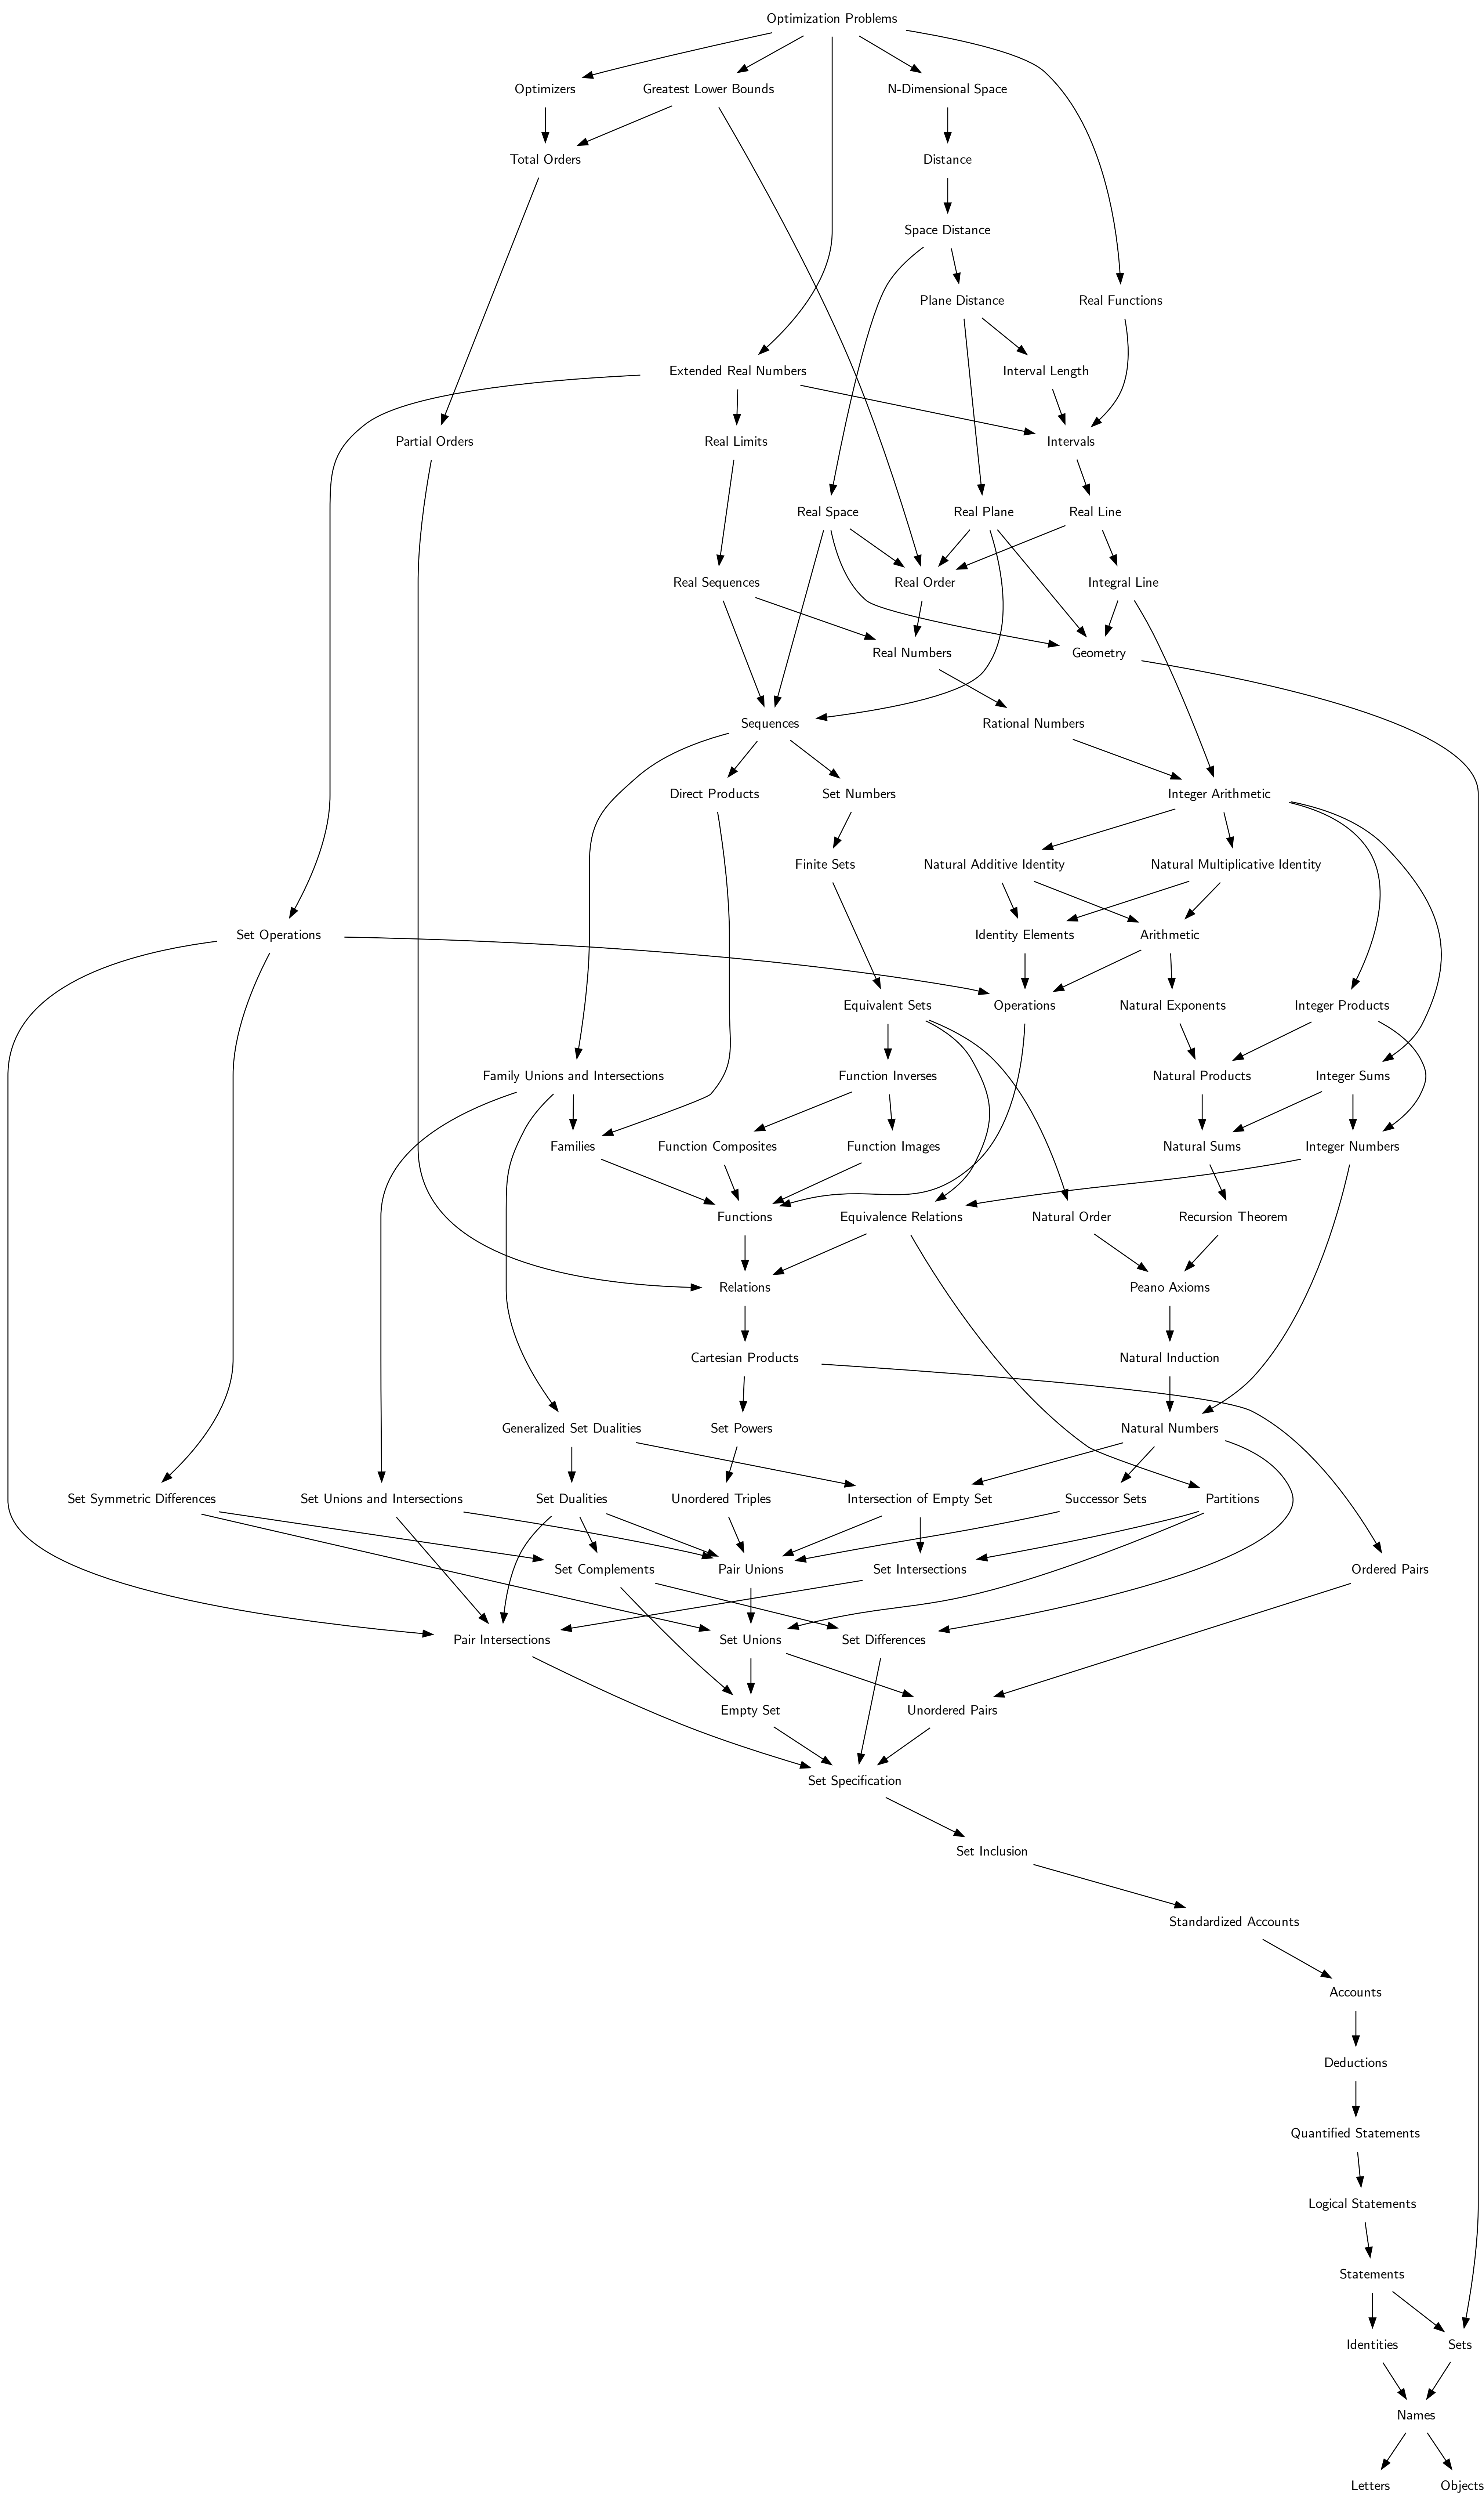 Optimization Problems
Optimizers
Greatest Lower Bounds
N-Dimensional Space
Total Orders
Distance
Space Distance
Plane Distance
Real Functions
Extended Real Numbers
Interval Length
Partial Orders
Real Limits
Intervals
Real Space
Real Plane
Real Line
Real Sequences
Real Order
Integral Line
Real Numbers
Geometry
Sequences
Rational Numbers
Direct Products
Set Numbers
Integer Arithmetic
Finite Sets
Natural Additive Identity
Natural Multiplicative Identity
Set Operations
Identity Elements
Arithmetic
Equivalent Sets
Operations
Natural Exponents
Integer Products
Family Unions and Intersections
Function Inverses
Natural Products
Integer Sums
Families
Function Composites
Function Images
Natural Sums
Integer Numbers
Functions
Equivalence Relations
Natural Order
Recursion Theorem
Relations
Peano Axioms
Cartesian Products
Natural Induction
Generalized Set Dualities
Set Powers
Natural Numbers
Set Symmetric Differences
Set Unions and Intersections
Set Dualities
Unordered Triples
Intersection of Empty Set
Successor Sets
Partitions
Set Complements
Pair Unions
Set Intersections
Ordered Pairs
Pair Intersections
Set Unions
Set Differences
Empty Set
Unordered Pairs
Set Specification
Set Inclusion
Standardized Accounts
Accounts
Deductions
Quantified Statements
Logical Statements
Statements
Identities
Sets
Names
Letters
Objects